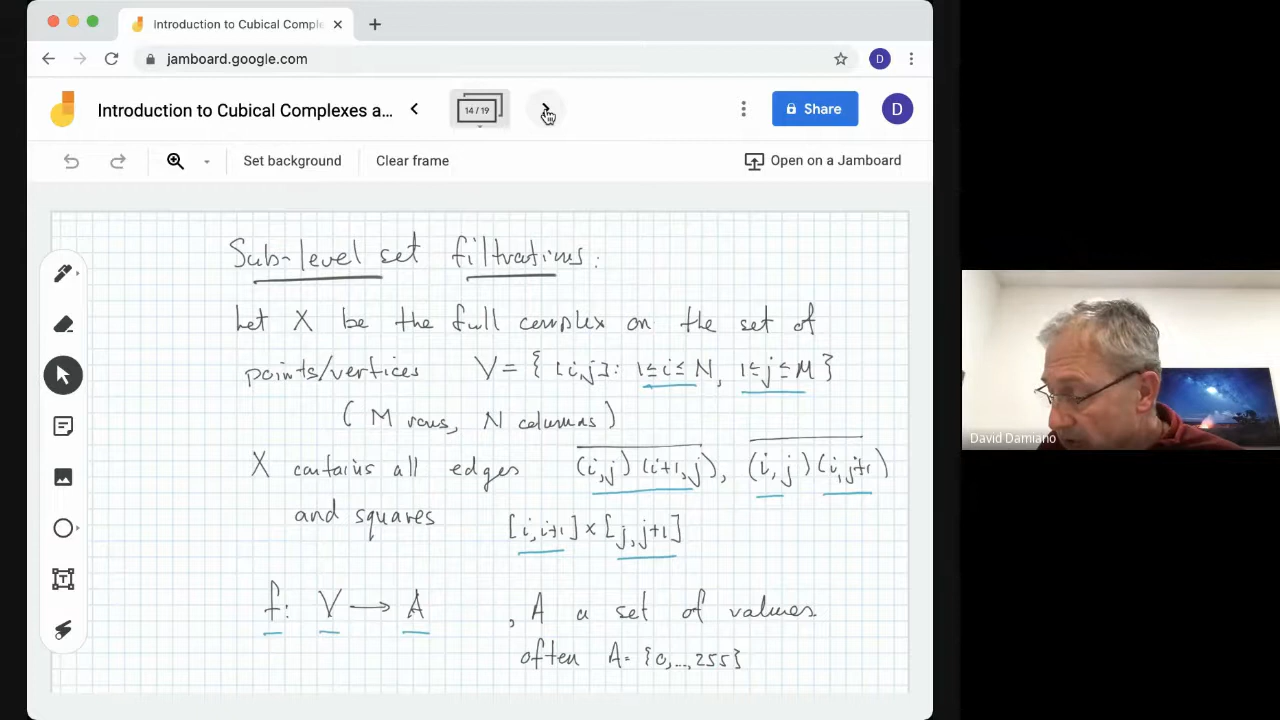 Introduction to Cubical Comple
jamboard.google.com
D
Introduction to Cubical Complexes a...
14 / 19
Share
D
Set background
Clear frame
Open on a Jamboard
Sub-level set filtrations:
Let X be the full complex on the set of
points/vertices V = { [i,j]: 1≤i≤N, 1≤j≤M }
( M rows, N columns )
X contains all edges (i,j)(i+1,j), (i,j)(i,j+1)
and squares [i,i+1]×[j,j+1]
f: V → A , A a set of values
often A = {0,...,255}
David Damiano